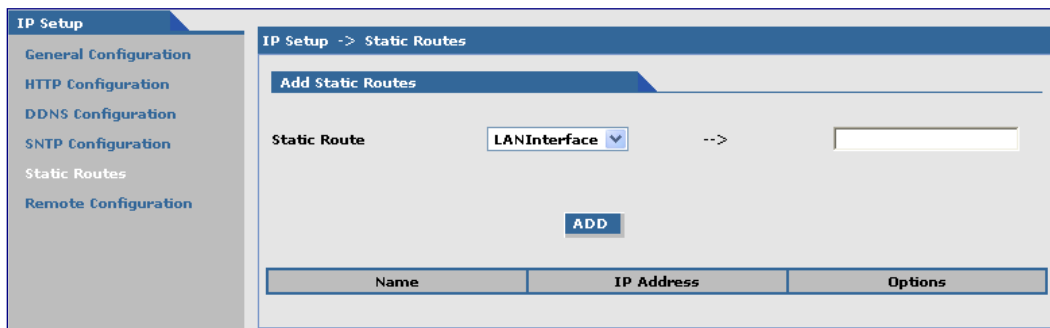 IP Setup
General Configuration
HTTP Configuration
DDNS Configuration
SNTP Configuration
Static Routes
Remote Configuration
IP Setup -> Static Routes
Add Static Routes
Static Route LANInterface -->
ADD
Name IP Address Options